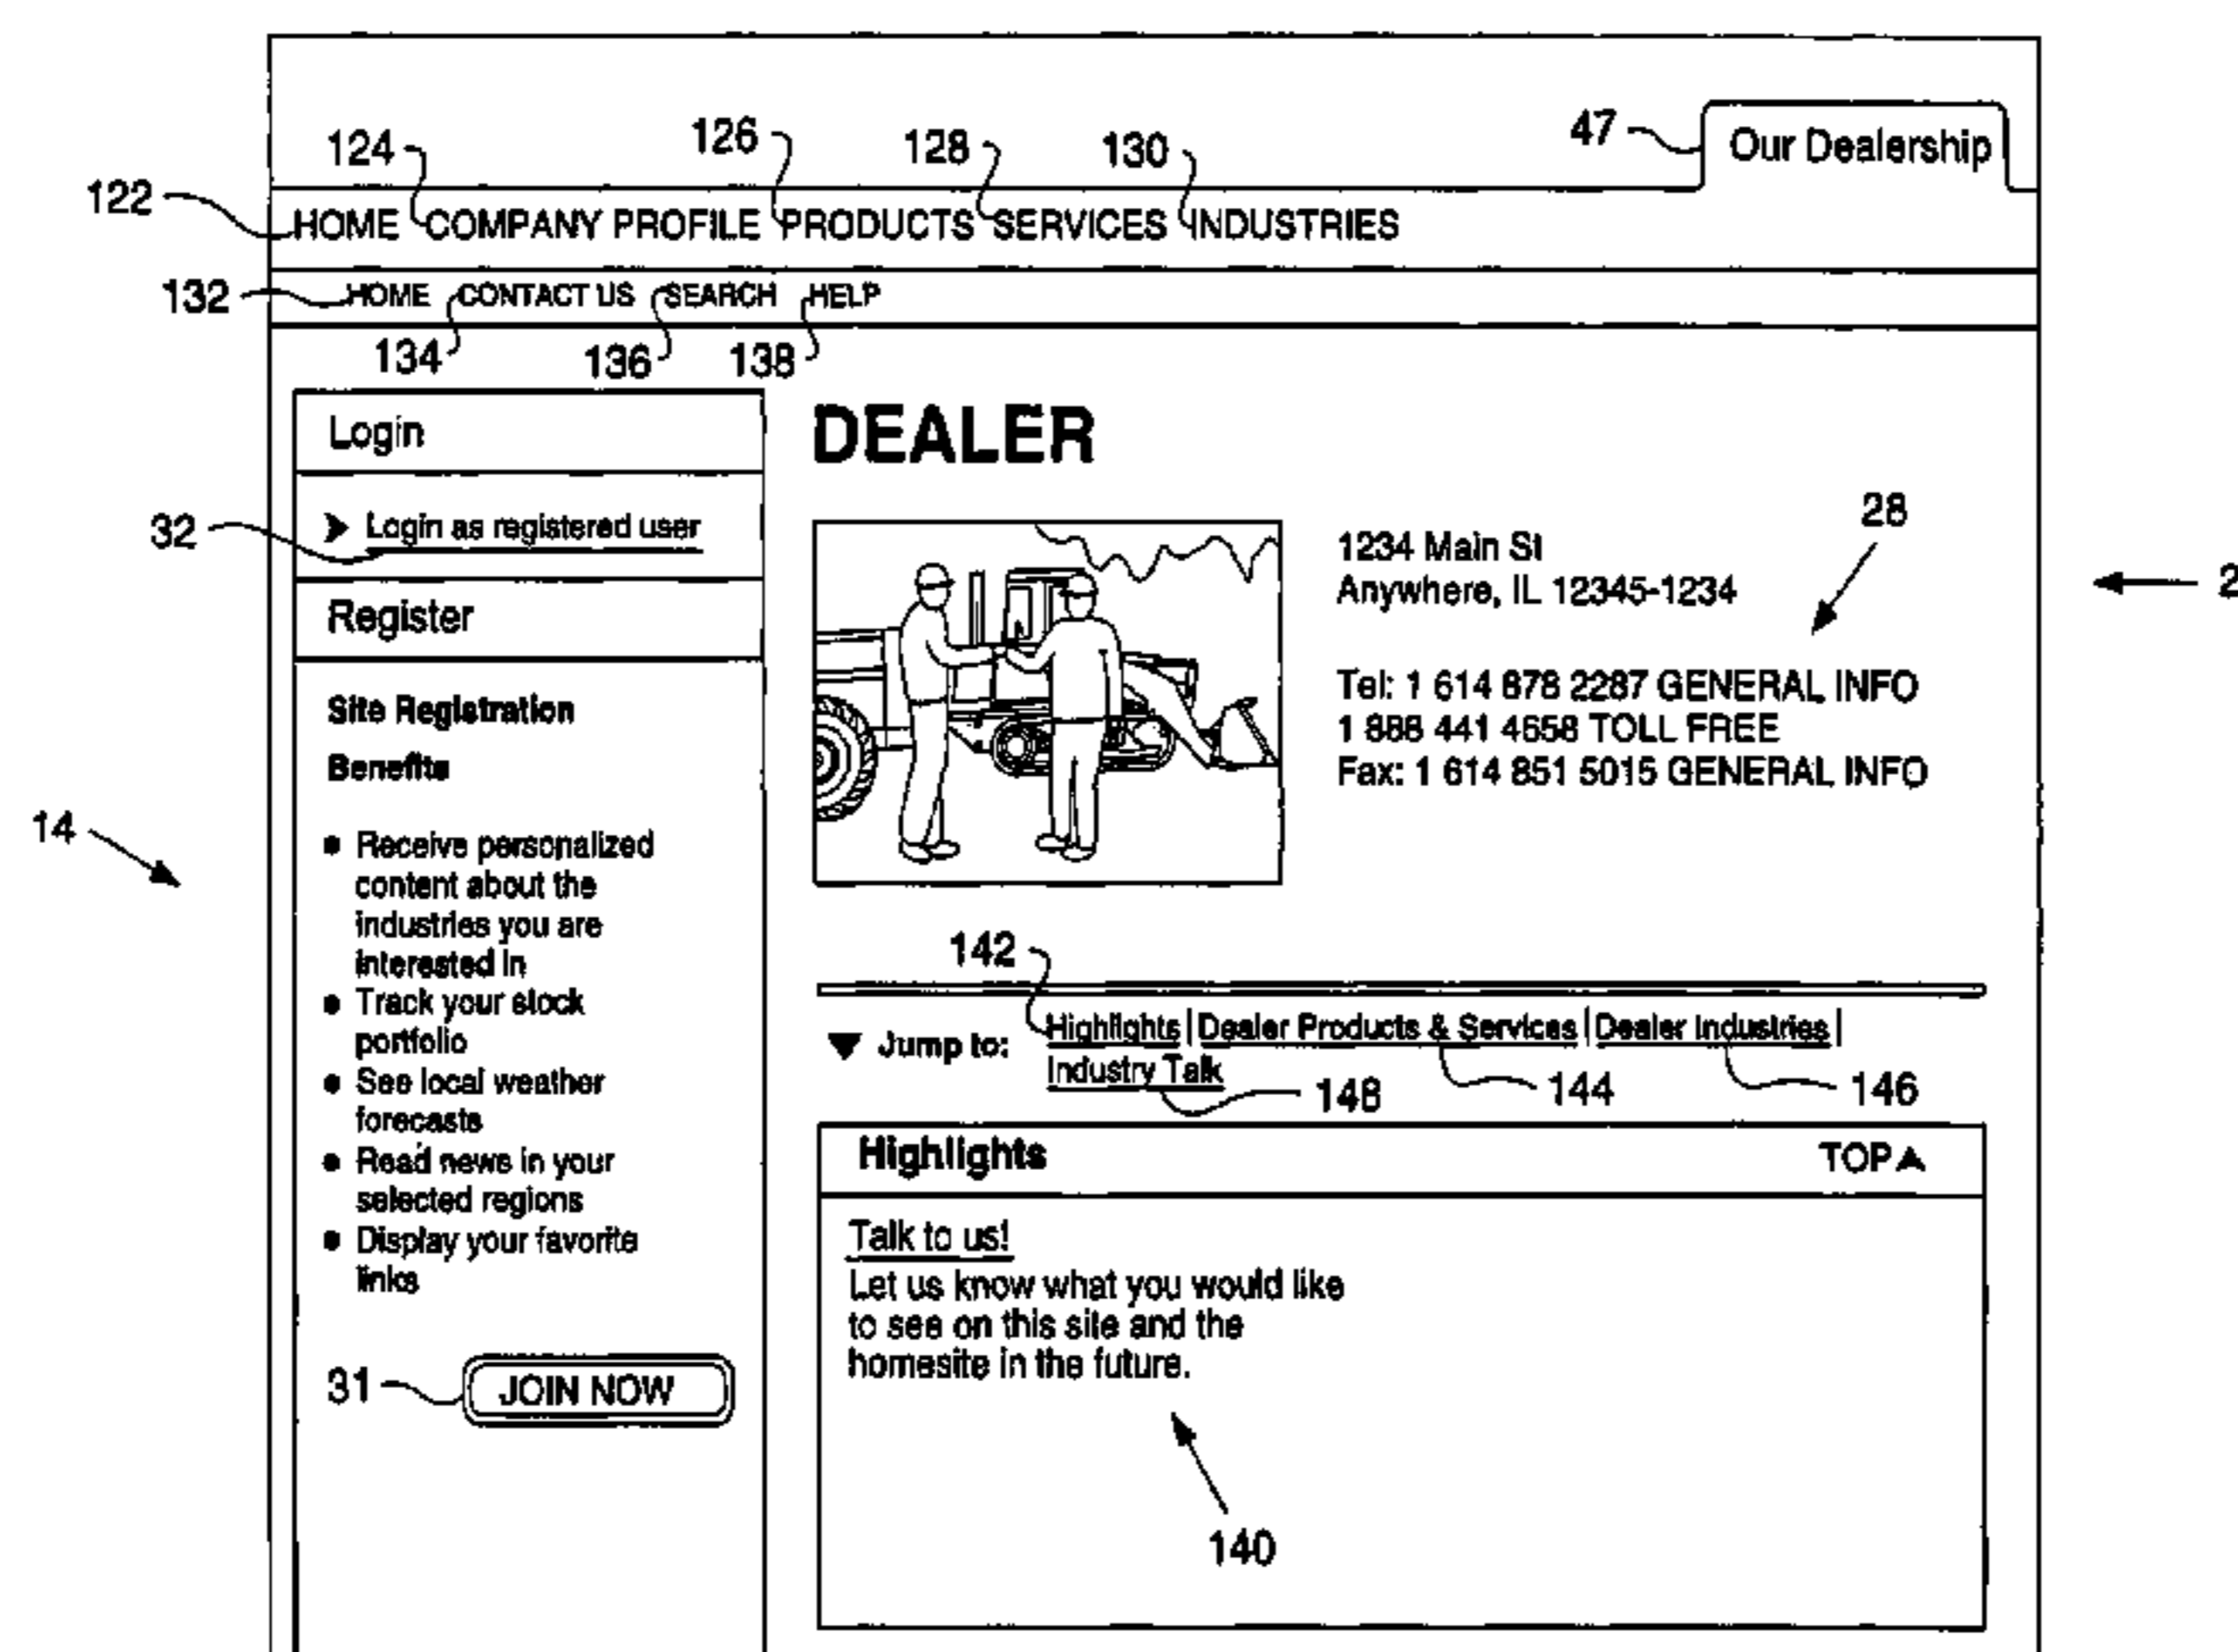 47 Our Dealership
124 126 128 130
122 HOME COMPANY PROFILE PRODUCTS SERVICES INDUSTRIES
132 HOME CONTACT US SEARCH HELP
134 136 138
Login
32 Login as registered user
Register
Site Registration
Benefits
14
Receive personalized
content about the
industries you are
interested in
Track your stock
portfolio
See local weather
forecasts
Read news in your
selected regions
Display your favorite
links
31 JOIN NOW
DEALER
28
1234 Main St
Anywhere, IL 12345-1234
Tel: 1 614 878 2287 GENERAL INFO
1 888 441 4658 TOLL FREE
Fax: 1 614 851 5015 GENERAL INFO
142
Jump to: Highlights | Dealer Products & Services | Dealer Industries |
Industry Talk
148 144 146
Highlights TOP
Talk to us!
Let us know what you would like
to see on this site and the
homesite in the future.
140